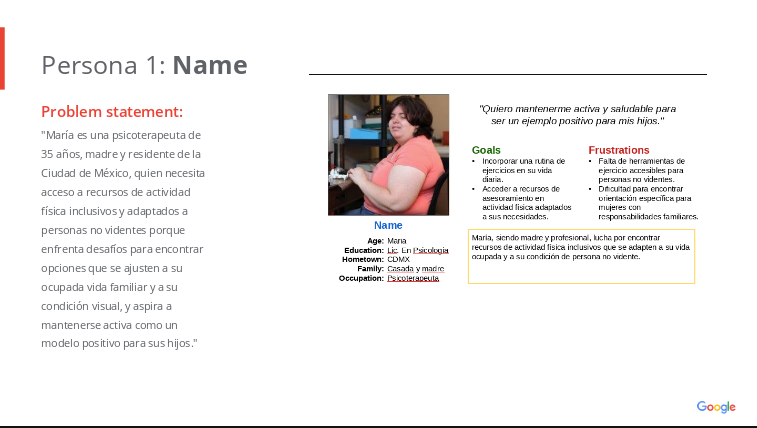 Persona 1: Name
Problem statement:
"María es una psicoterapeuta de
35 años, madre y residente de la
Ciudad de México, quien necesita
acceso a recursos de actividad
física inclusivos y adaptados a
personas no videntes porque
enfrenta desafíos para encontrar
opciones que se ajusten a su
ocupada vida familiar y a su
condición visual, y aspira a
mantenerse activa como un
modelo positivo para sus hijos."
Name
Age: Maria
Education: Lic. En Psicologia
Hometown: CDMX
Family: Casada y madre
Occupation: Psicoterapeuta
"Quiero mantenerme activa y saludable para
ser un ejemplo positivo para mis hijos."
Goals
• Incorporar una rutina de
ejercicios en su vida
diaria.
• Acceder a recursos de
asesoramiento en
actividad física adaptados
a sus necesidades.
Frustrations
• Falta de herramientas de
ejercicio accesibles para
personas no videntes.
• Dificultad para encontrar
orientación específica para
mujeres con
responsabilidades familiares.
María, siendo madre y profesional, lucha por encontrar
recursos de actividad física inclusivos que se adapten a su vida
ocupada y a su condición de persona no vidente.
Google